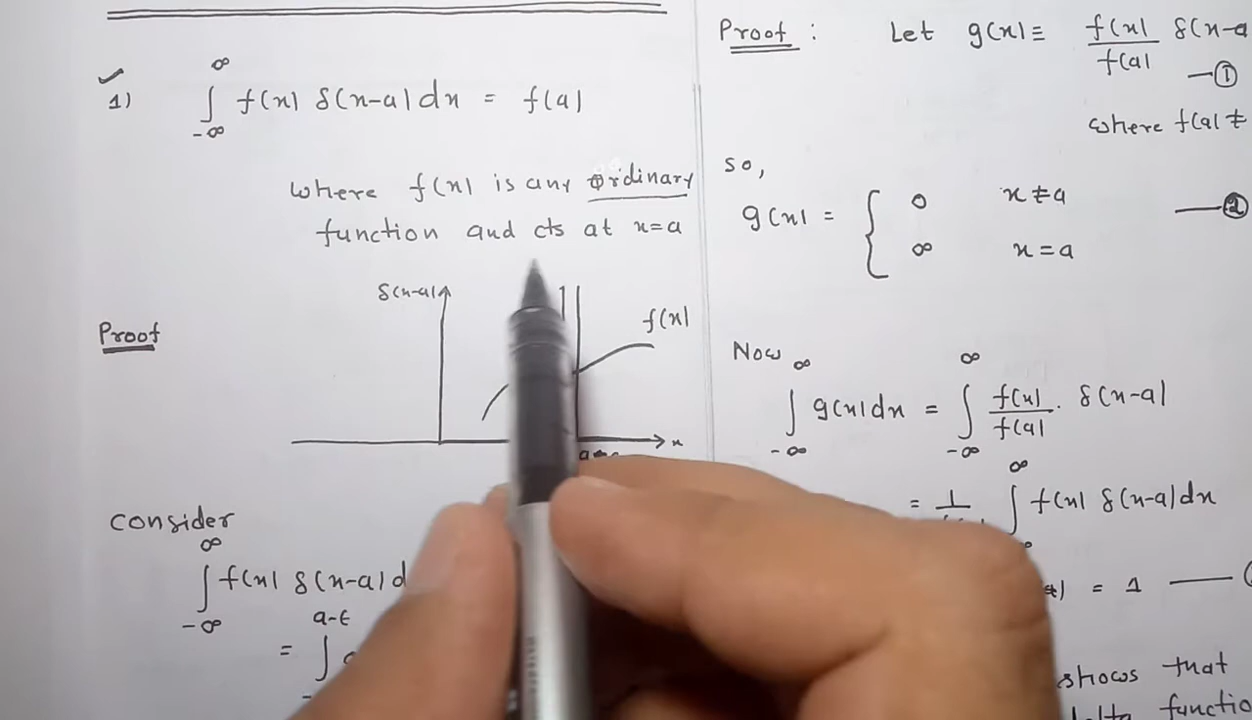 1) ∫_{-∞}^{∞} f(x) δ(x-a) dx = f(a)
where f(x) is any ordinary
function and cts at x=a
δ(x-a)
f(x)
x
Proof
consider
∫_{-∞}^{∞} f(x) δ(x-a) d
= ∫^{a-ε}
Proof : Let g(x) ≡ f(x)/f(a) δ(x-a
—①
where f(a) ≠
so,
g(x) = { 0 x≠a
∞ x=a
—②
Now
∫_{-∞}^{∞} g(x)dx = ∫_{-∞}^{∞} f(x)/f(a) . δ(x-a)
= 1 ∫^{∞} f(x) δ(x-a)dx
= 1 —
shows that
functio